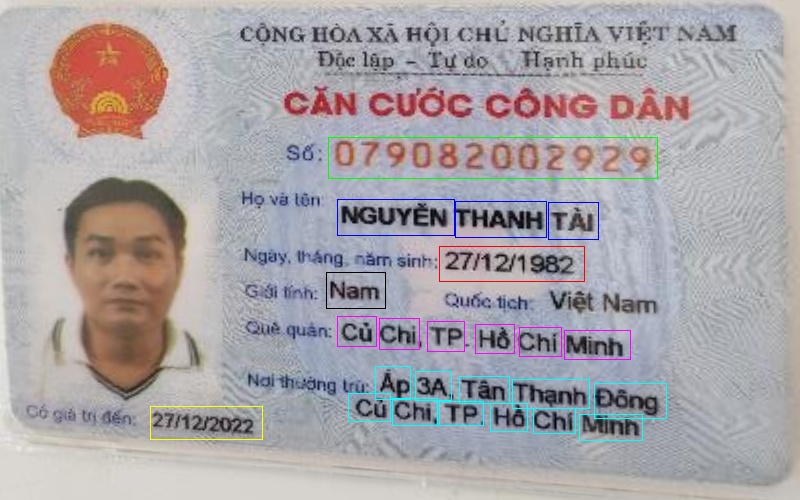 CỘNG HÒA XÃ HỘI CHỦ NGHĨA VIỆT NAM
Độc lập - Tự do Hạnh phúc
CĂN CƯỚC CÔNG DÂN
Số: 079082002929
Họ và tên: NGUYỄN THANH TÀI
Ngày, tháng, năm sinh: 27/12/1982
Giới tính: Nam Quốc tịch: Việt Nam
Quê quán: Củ Chi, TP. Hồ Chí Minh
Nơi thường trú: Ấp 3A, Tân Thạnh Đông
Củ Chi, TP. Hồ Chí Minh
Có giá trị đến: 27/12/2022